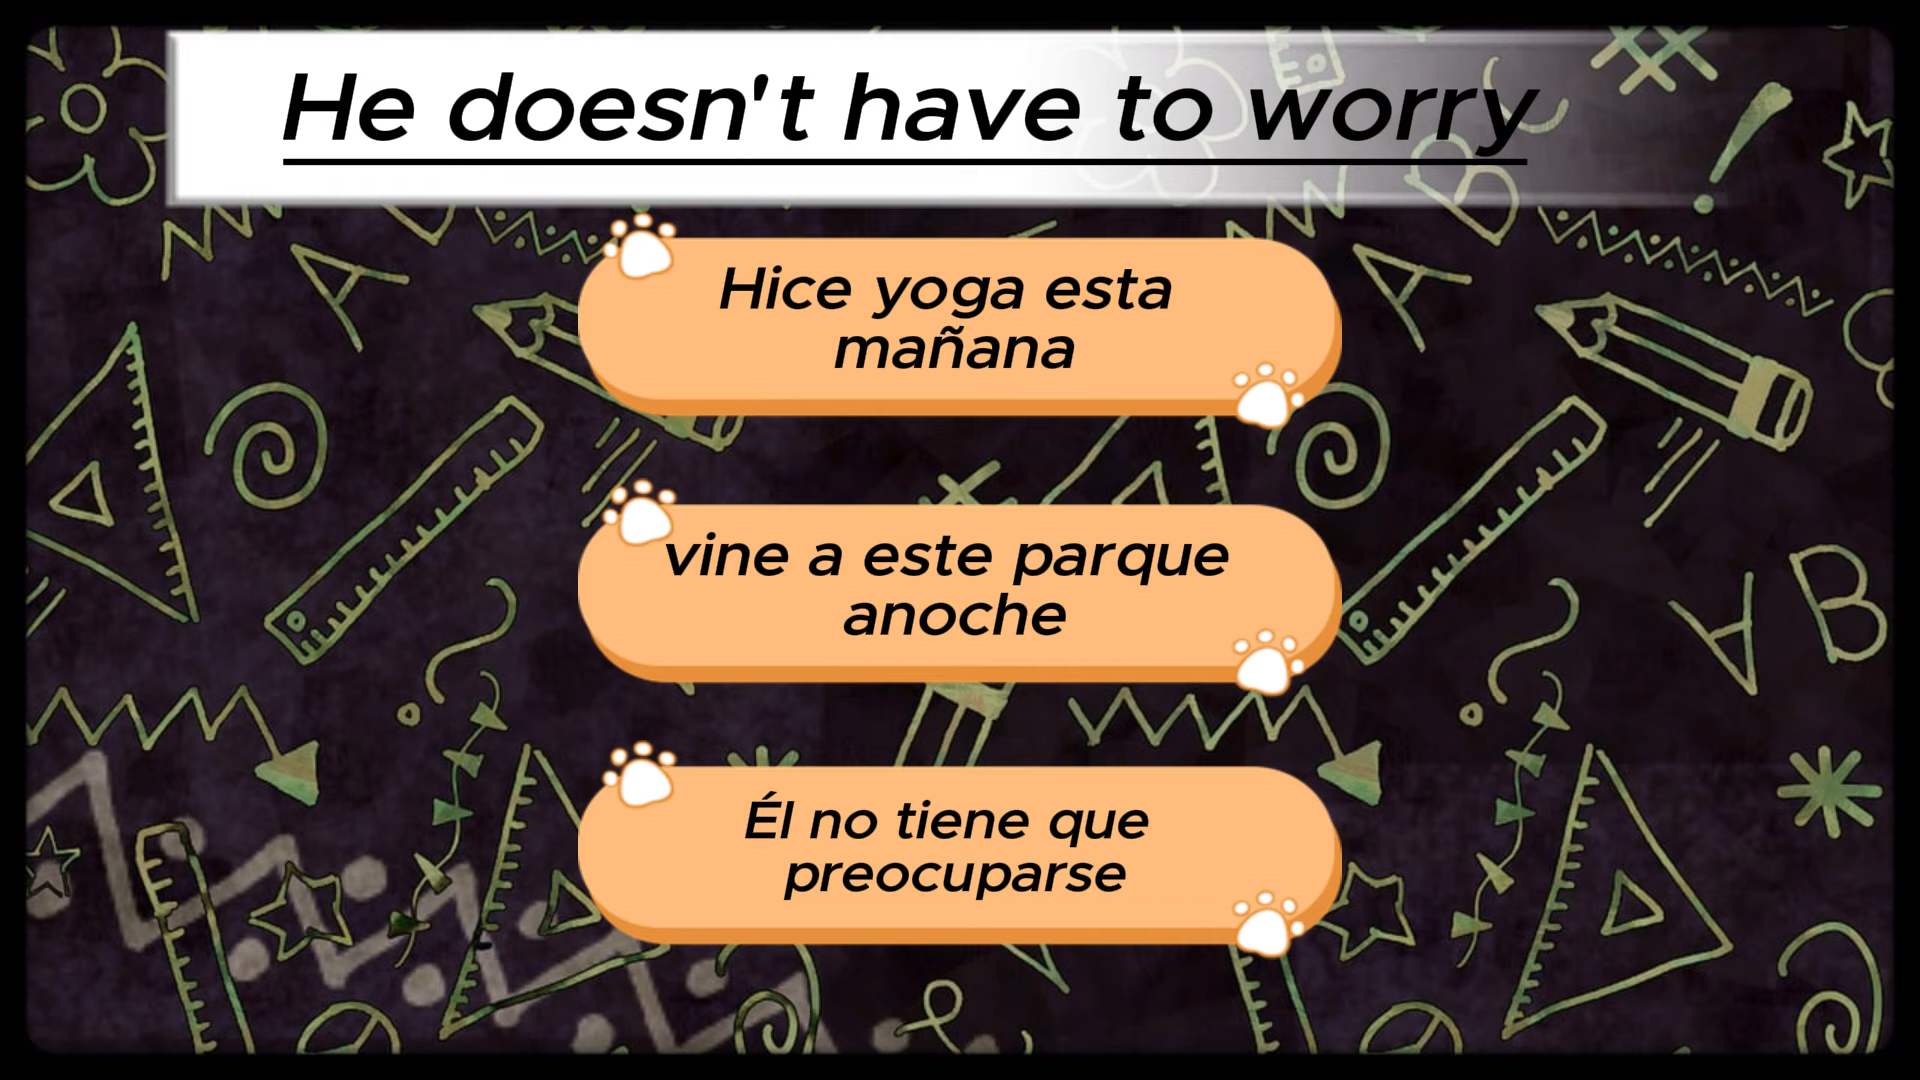 He doesn't have to worry
Hice yoga esta
mañana
vine a este parque
anoche
Él no tiene que
preocuparse